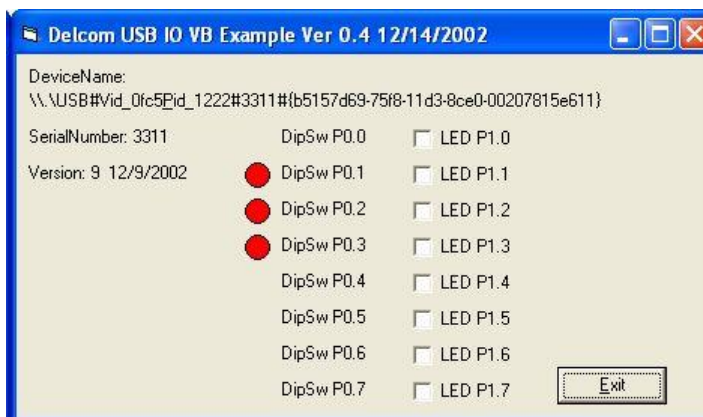 Delcom USB IO VB Example Ver 0.4 12/14/2002
DeviceName:
\\.\USB#Vid_0fc5Pid_1222#3311#{b5157d69-75f8-11d3-8ce0-00207815e611}
SerialNumber: 3311 DipSw P0.0 LED P1.0
Version: 9 12/9/2002 DipSw P0.1 LED P1.1
DipSw P0.2 LED P1.2
DipSw P0.3 LED P1.3
DipSw P0.4 LED P1.4
DipSw P0.5 LED P1.5
DipSw P0.6 LED P1.6
DipSw P0.7 LED P1.7
Exit